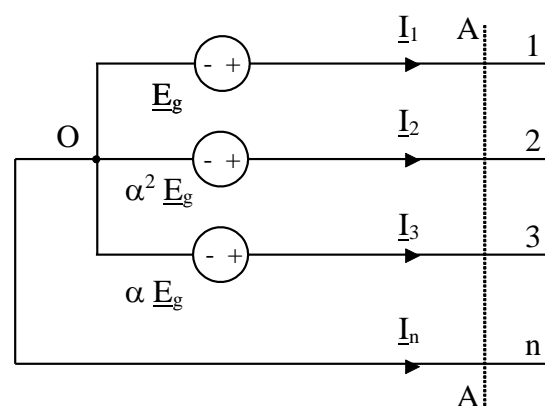 I1
A
1
- +
Eg
I2
O
2
- +
α² Eg
I3
3
- +
α Eg
In
n
A